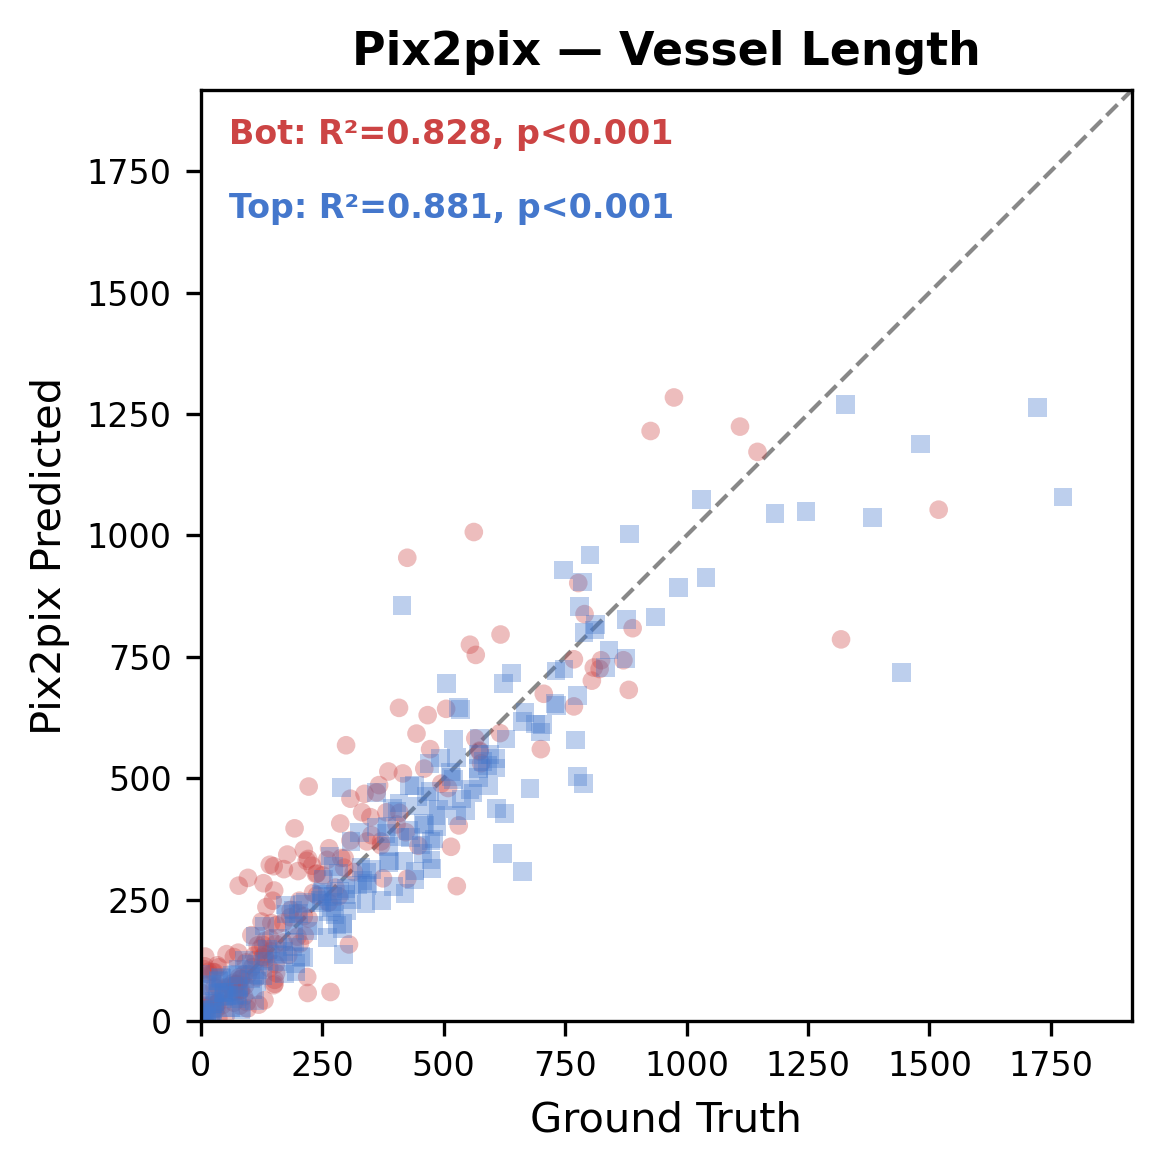 Pix2pix — Vessel Length
Bot: R²=0.828, p<0.001
Top: R²=0.881, p<0.001
Pix2pix Predicted
1750
1500
1250
1000
750
500
250
0
0 250 500 750 1000 1250 1500 1750
Ground Truth